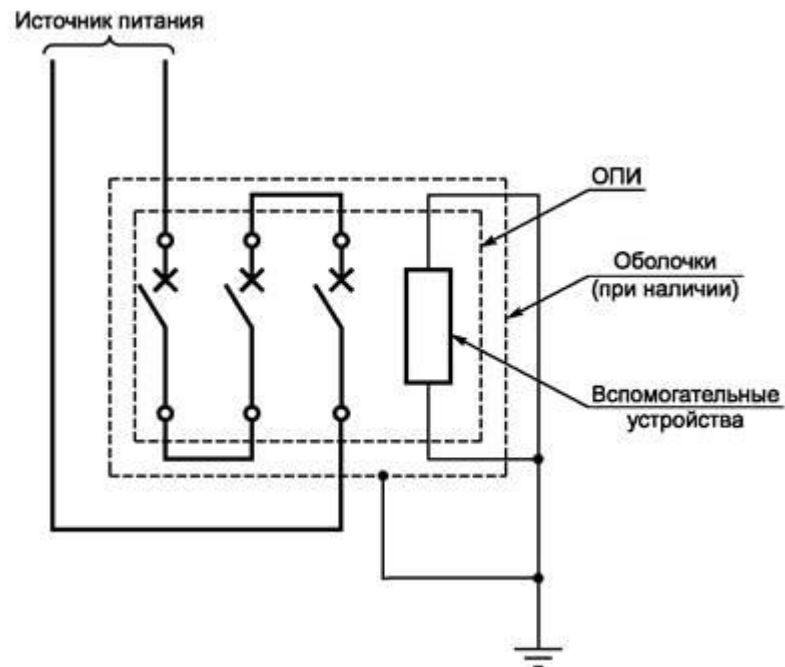 Источник питания
ОПИ
Оболочки
(при наличии)
Вспомогательные
устройства